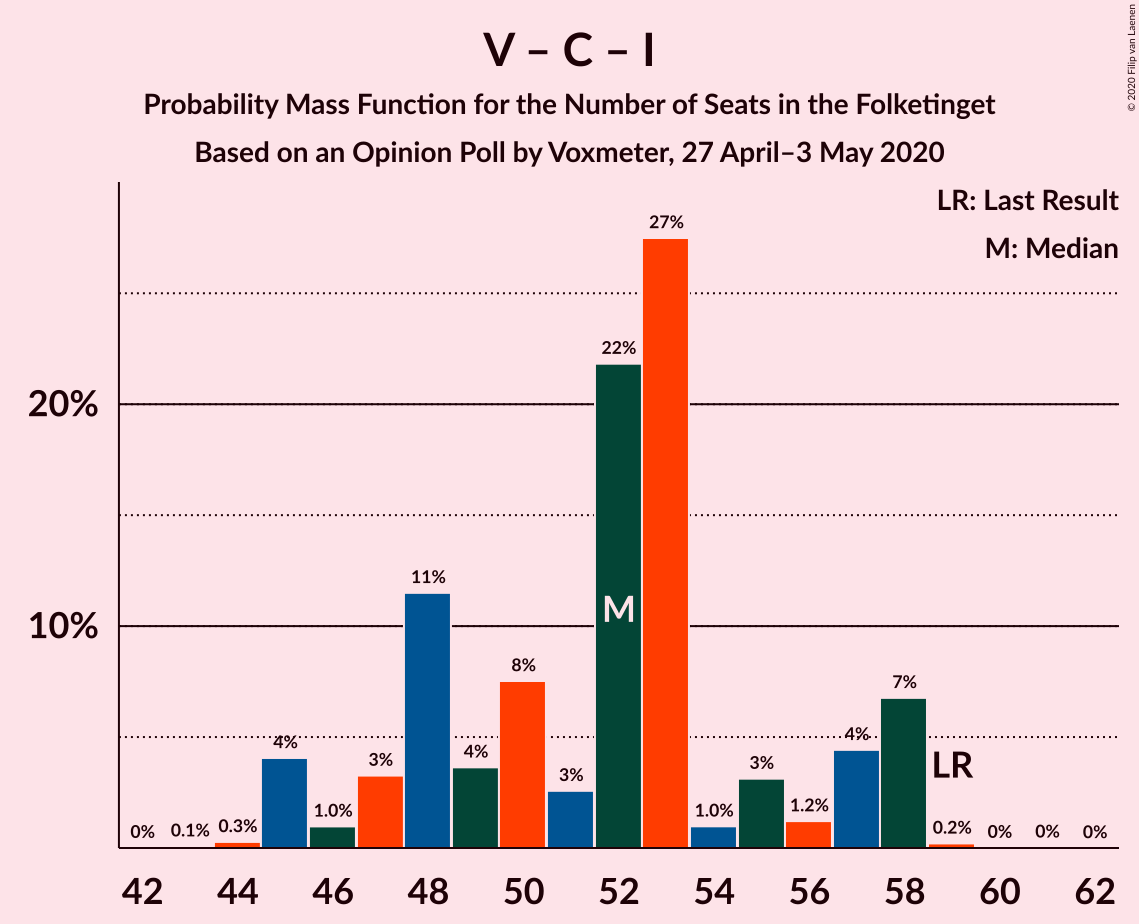 V – C – I
Probability Mass Function for the Number of Seats in the Folketinget
Based on an Opinion Poll by Voxmeter, 27 April–3 May 2020
© 2020 Filip van Laenen
LR: Last Result
M: Median
20%
10%
0%
0.1%
0.3%
4%
1.0%
3%
11%
4%
8%
3%
22%
M
27%
1.0%
3%
1.2%
4%
7%
LR
0.2%
0%
0%
0%
42 44 46 48 50 52 54 56 58 60 62